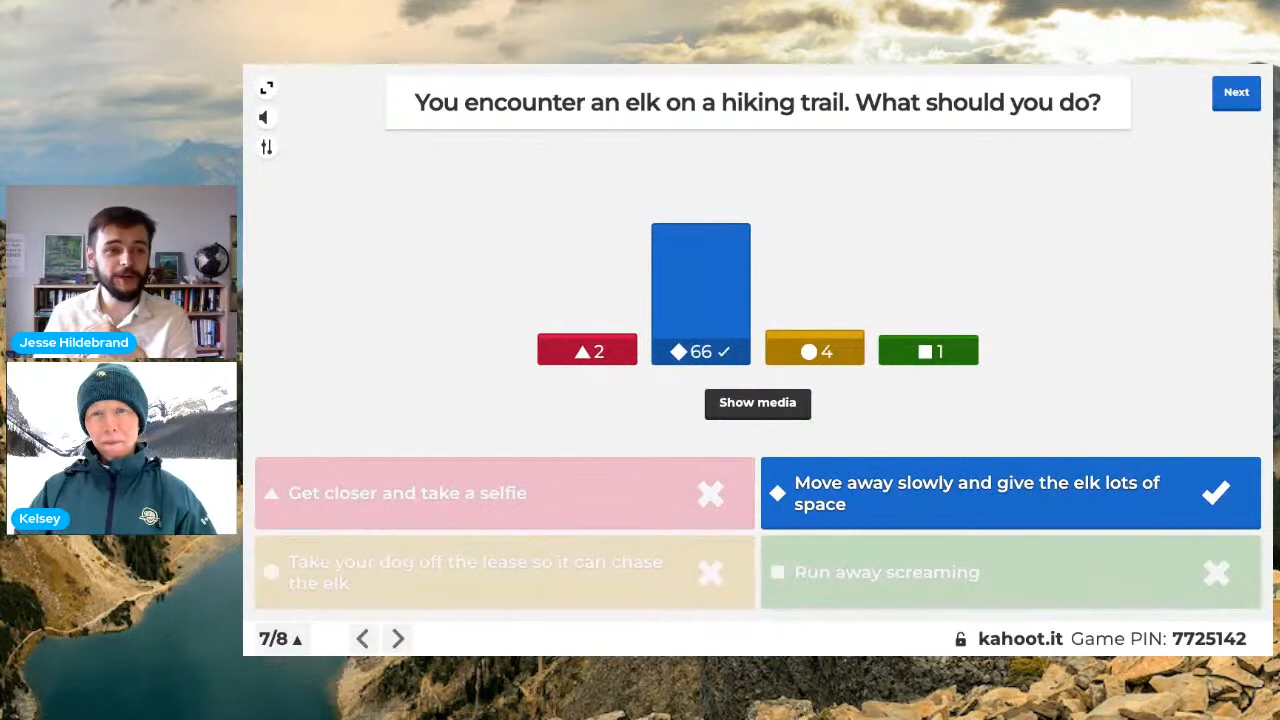 You encounter an elk on a hiking trail. What should you do?
Next
2
66
4
1
Show media
Jesse Hildebrand
Kelsey
Get closer and take a selfie
Move away slowly and give the elk lots of
space
Take your dog off the lease so it can chase
the elk
Run away screaming
7/8
kahoot.it Game PIN: 7725142